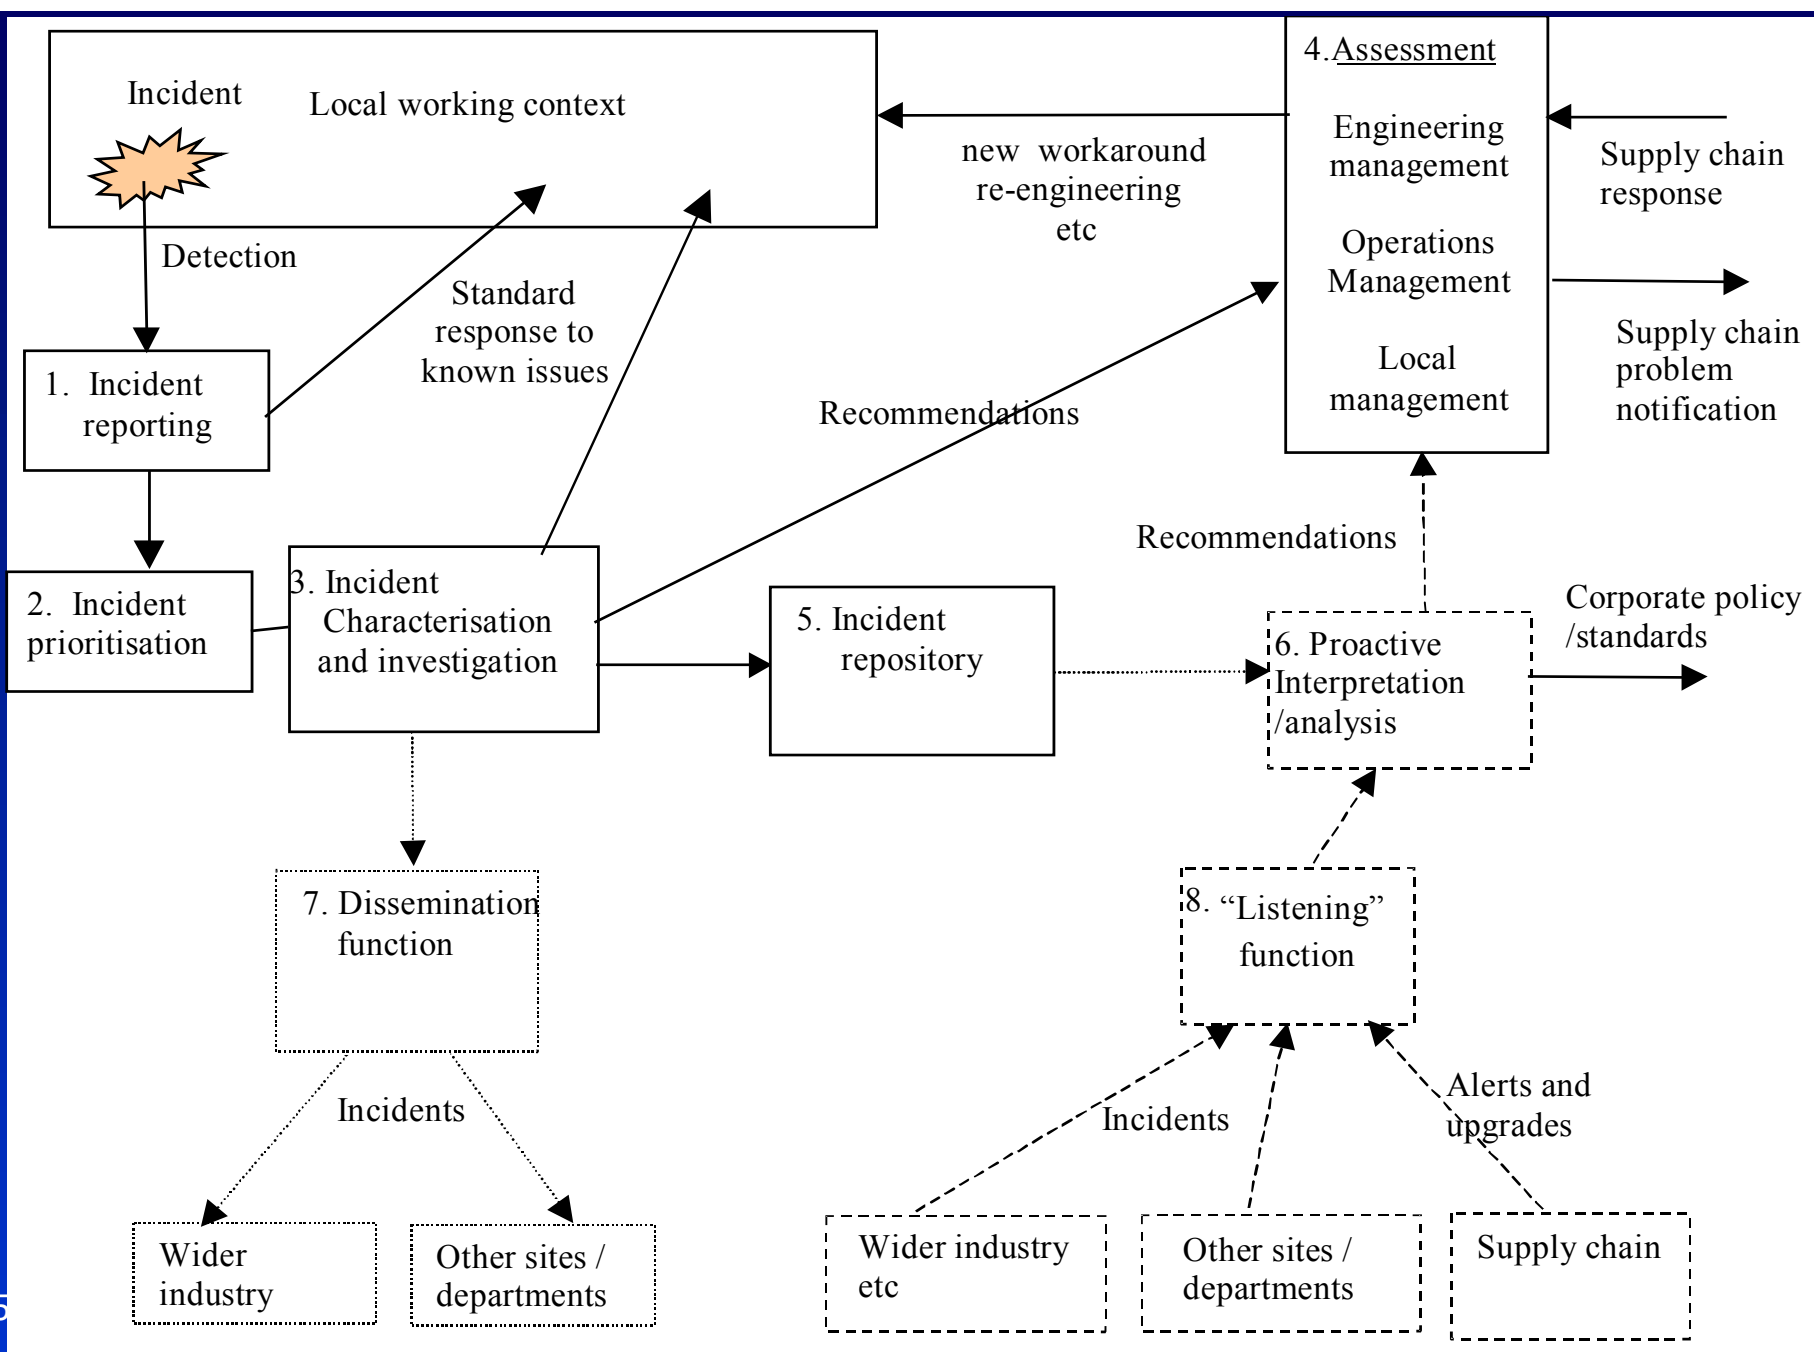 Incident
Local working context
Detection
Standard
response to
known issues
new  workaround
re-engineering
etc
4.Assessment
Engineering
management
Operations
Management
Local
management
Supply chain
response
Supply chain
problem
notification
1.  Incident
reporting
Recommendations
2.  Incident
prioritisation
3. Incident
Characterisation
and investigation
5. Incident
repository
Recommendations
6. Proactive
Interpretation
/analysis
Corporate policy
/standards
7. Dissemination
function
8. “Listening”
function
Incidents
Incidents
Alerts and
upgrades
Wider
industry
Other sites /
departments
Wider industry
etc
Other sites /
departments
Supply chain